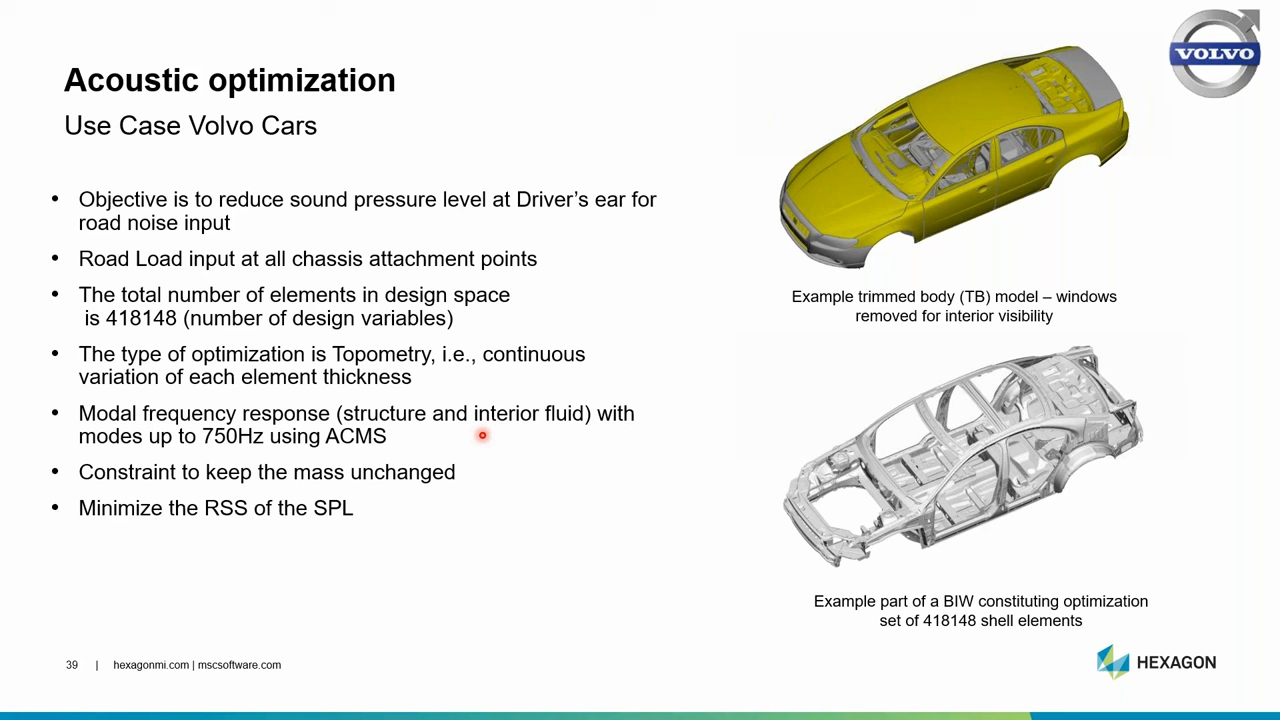 Acoustic optimization
Use Case Volvo Cars
• Objective is to reduce sound pressure level at Driver’s ear for
road noise input
• Road Load input at all chassis attachment points
• The total number of elements in design space
is 418148 (number of design variables)
• The type of optimization is Topometry, i.e., continuous
variation of each element thickness
• Modal frequency response (structure and interior fluid) with
modes up to 750Hz using ACMS
• Constraint to keep the mass unchanged
• Minimize the RSS of the SPL
VOLVO
Example trimmed body (TB) model – windows
removed for interior visibility
Example part of a BIW constituting optimization
set of 418148 shell elements
39 | hexagonmi.com | mscsoftware.com
HEXAGON